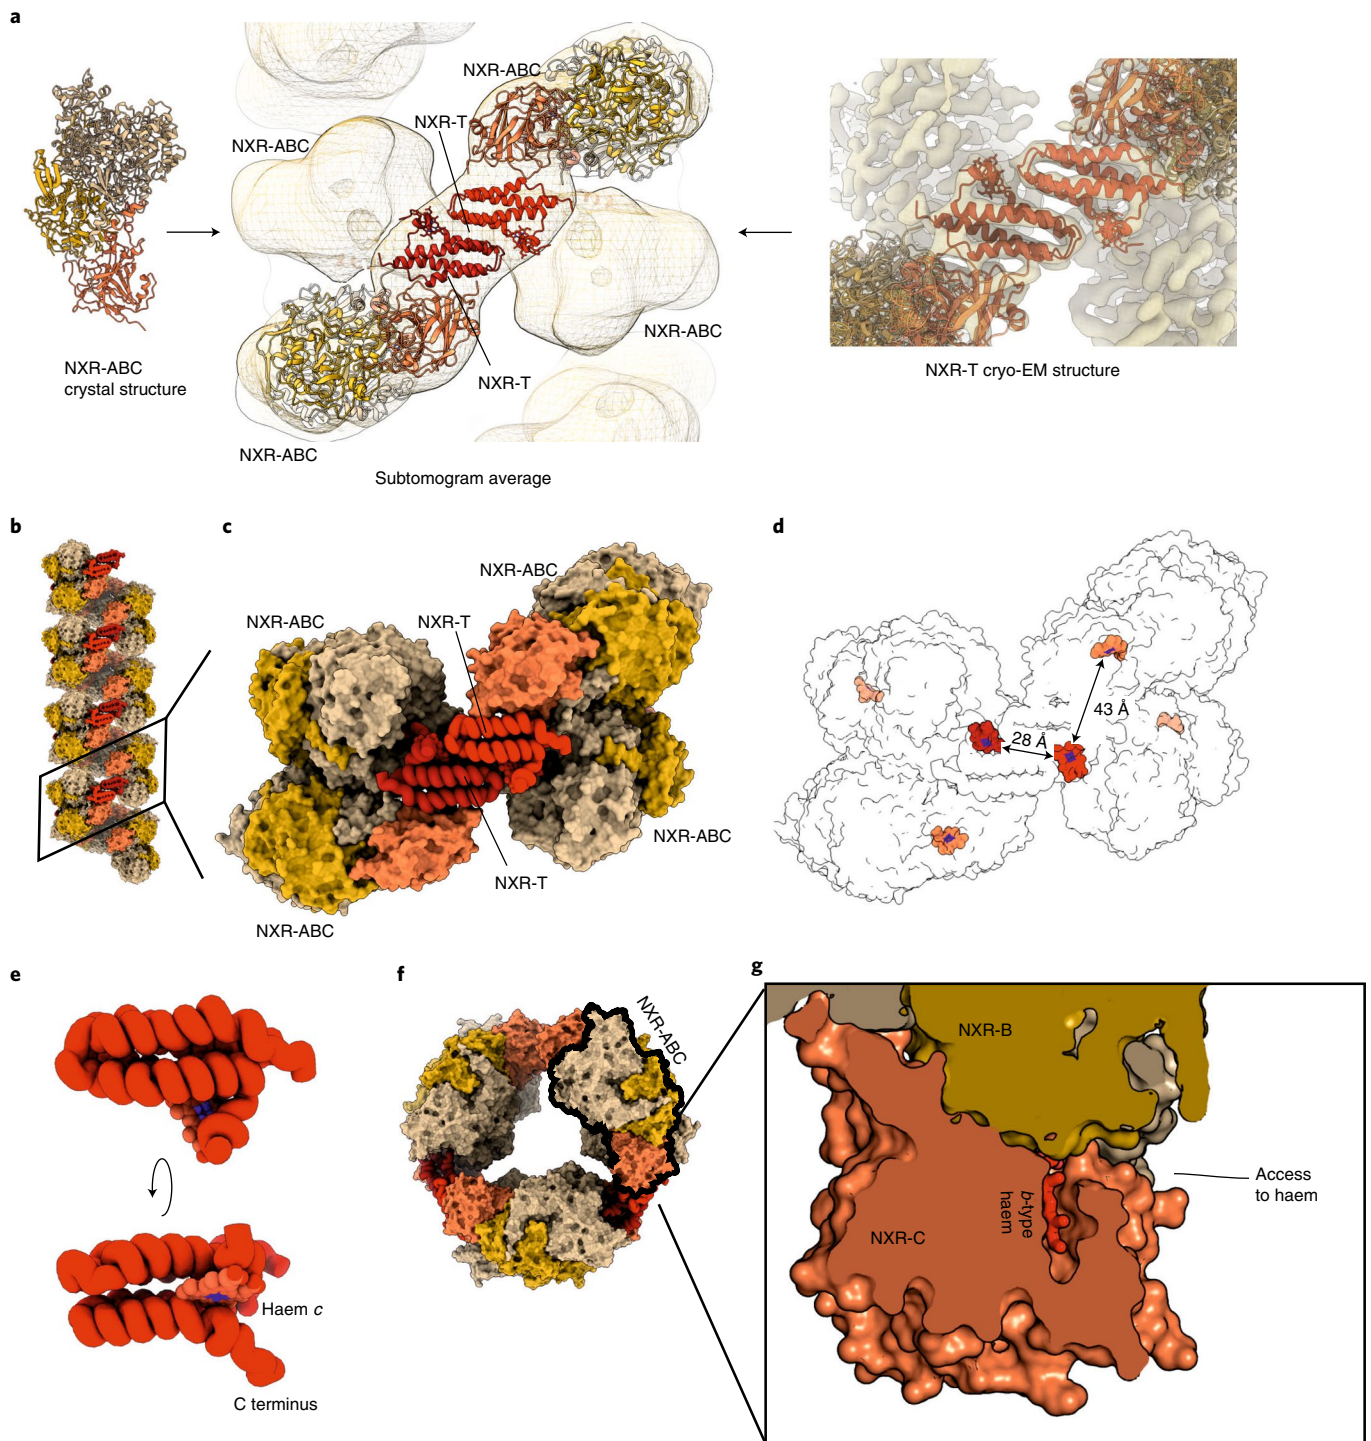 a
NXR-ABC
NXR-T
NXR-ABC
NXR-ABC
NXR-T
NXR-ABC
NXR-ABC
crystal structure
Subtomogram average
NXR-T cryo-EM structure
b
c
NXR-ABC
NXR-ABC
NXR-T
NXR-ABC
NXR-T
NXR-ABC
d
43 Å
28 Å
e
Haem c
C terminus
f
NXR-ABC
g
NXR-B
b-type
haem
NXR-C
Access
to haem